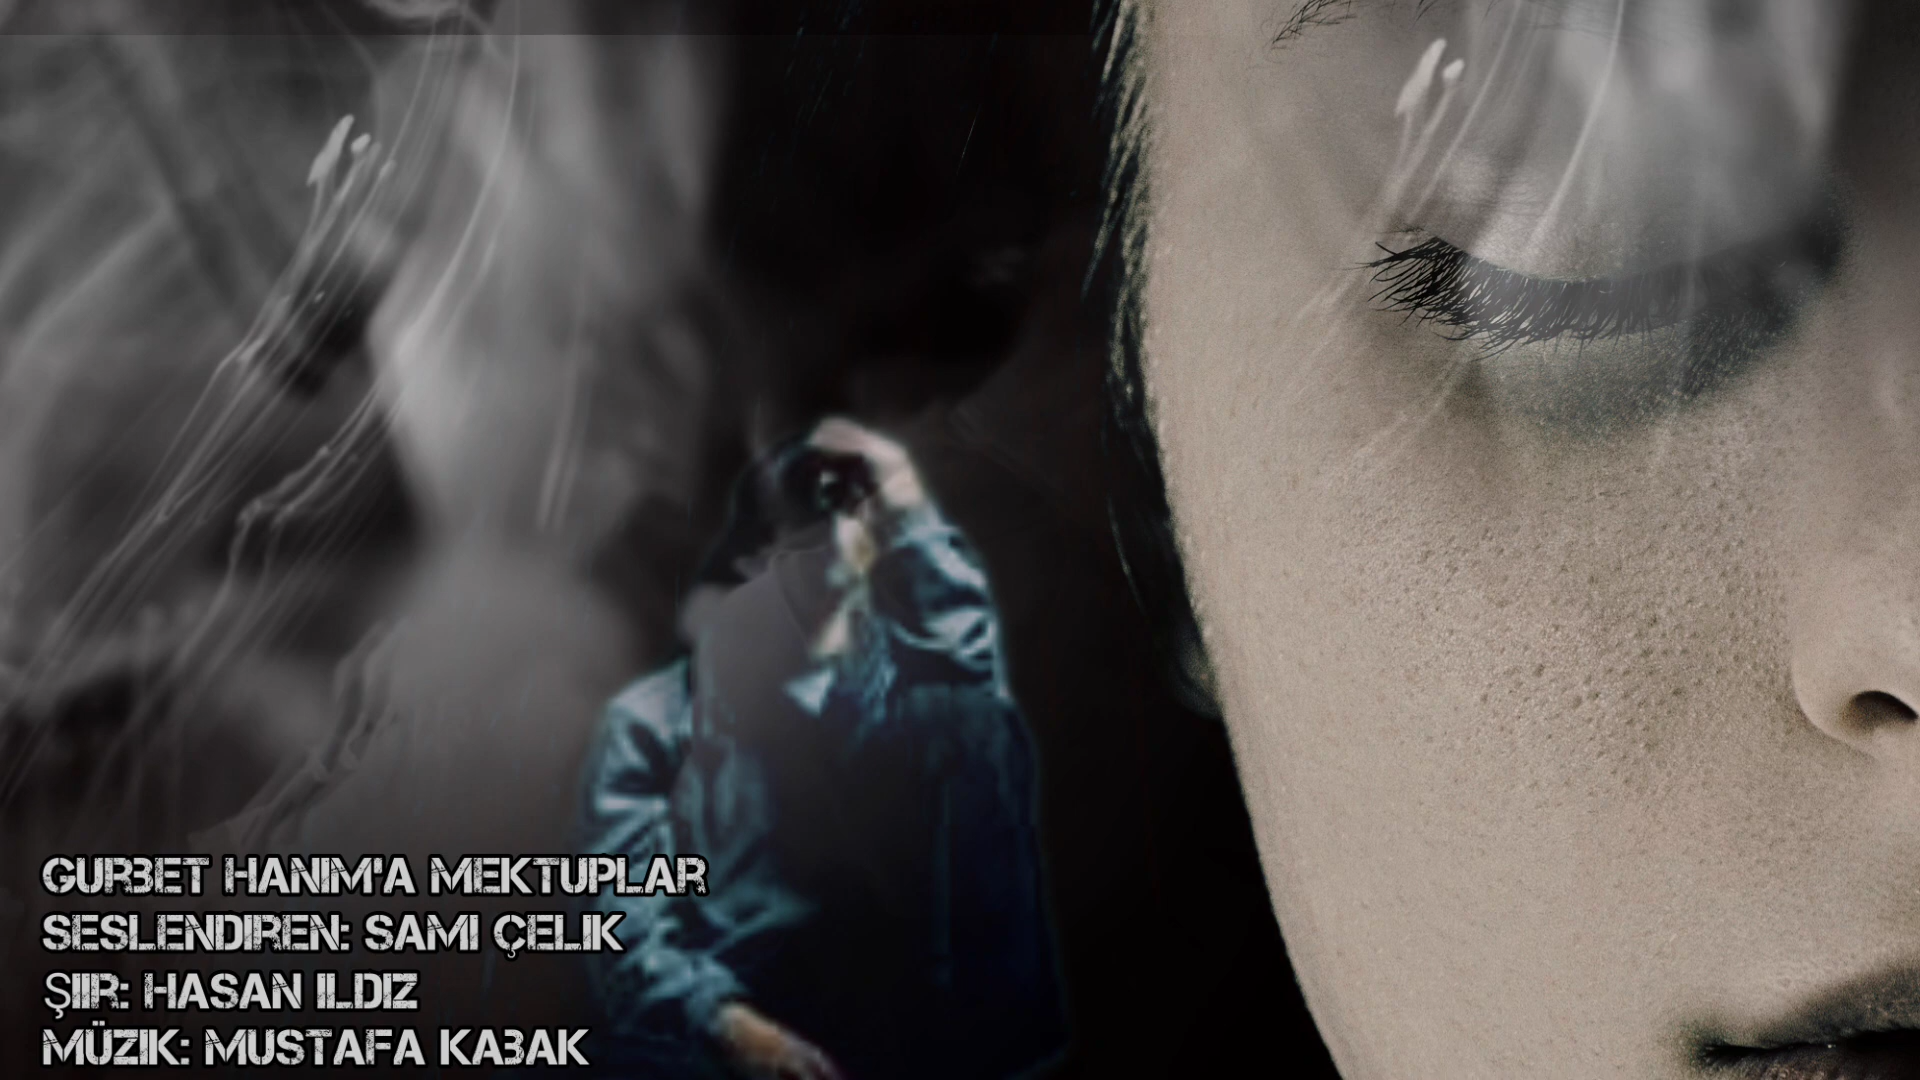 GURBET HANIM'A MEKTUPLAR
SESLENDIREN: SAMI ÇELIK
ŞIIR: HASAN ILDIZ
MÜZIK: MUSTAFA KABAK